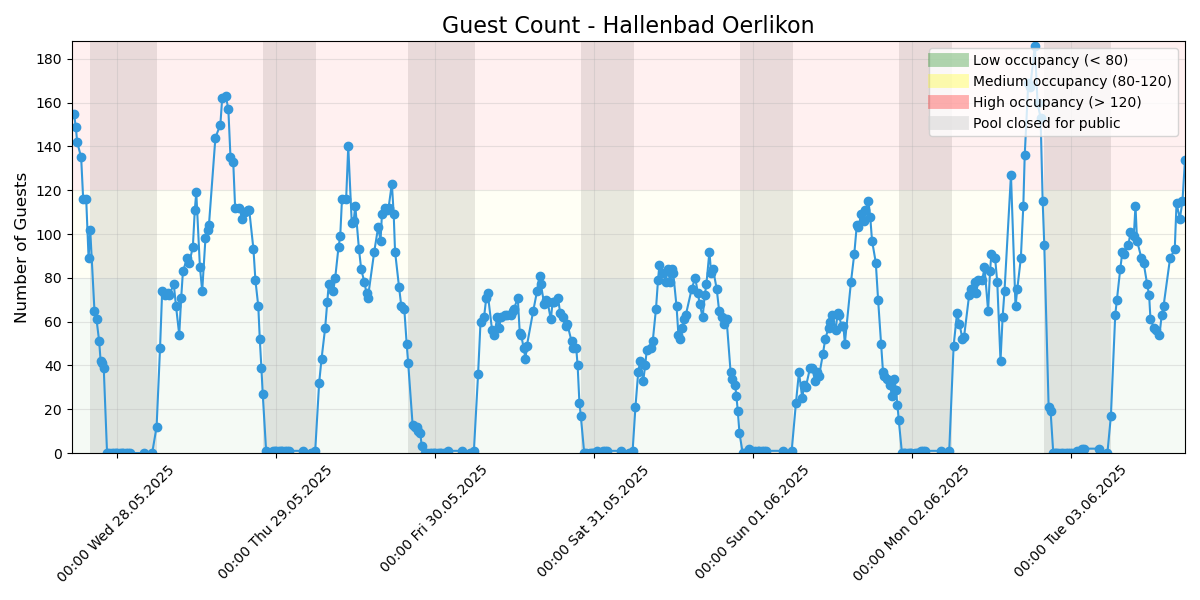 Guest Count - Hallenbad Oerlikon
Number of Guests
180
160
140
120
100
80
60
40
20
0
Low occupancy (< 80)
Medium occupancy (80-120)
High occupancy (> 120)
Pool closed for public
00:00 Wed 28.05.2025
00:00 Thu 29.05.2025
00:00 Fri 30.05.2025
00:00 Sat 31.05.2025
00:00 Sun 01.06.2025
00:00 Mon 02.06.2025
00:00 Tue 03.06.2025